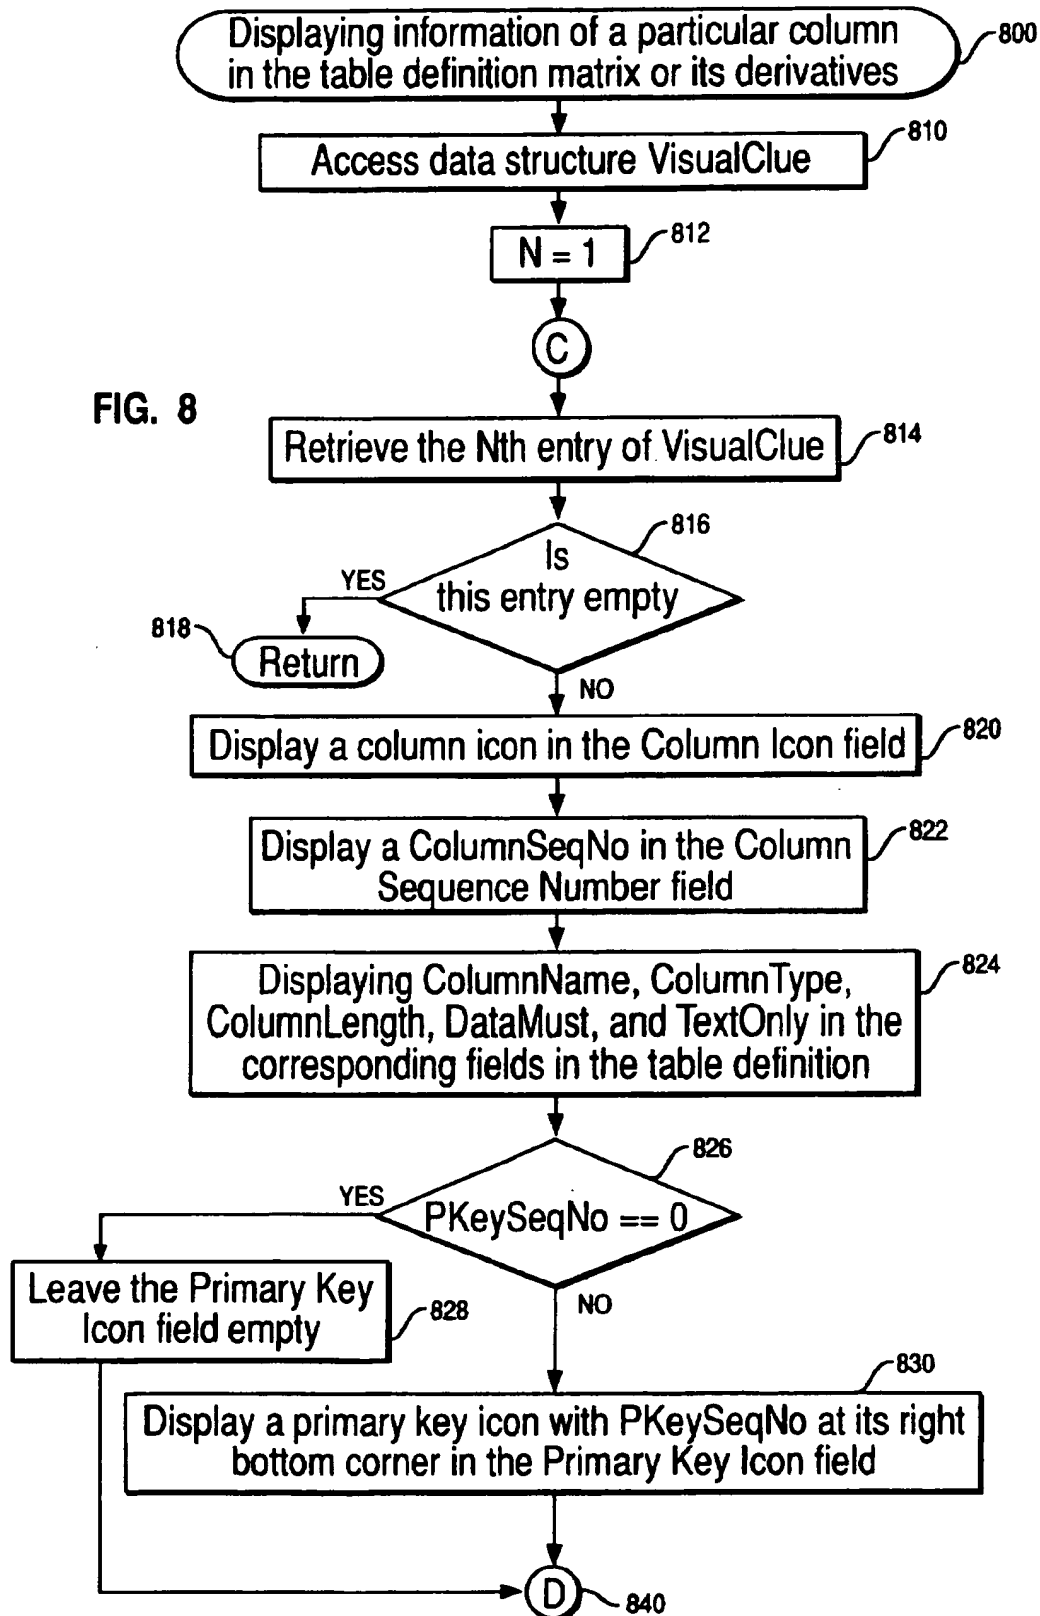 Displaying information of a particular column
in the table definition matrix or its derivatives
800
Access data structure VisualClue
810
N = 1
812
C
FIG. 8
Retrieve the Nth entry of VisualClue
814
Is
this entry empty
816
YES
818
Return
NO
Display a column icon in the Column Icon field
820
Display a ColumnSeqNo in the Column
Sequence Number field
822
Displaying ColumnName, ColumnType,
ColumnLength, DataMust, and TextOnly in the
corresponding fields in the table definition
824
PKeySeqNo == 0
826
YES
Leave the Primary Key
Icon field empty
828
NO
Display a primary key icon with PKeySeqNo at its right
bottom corner in the Primary Key Icon field
830
D
840